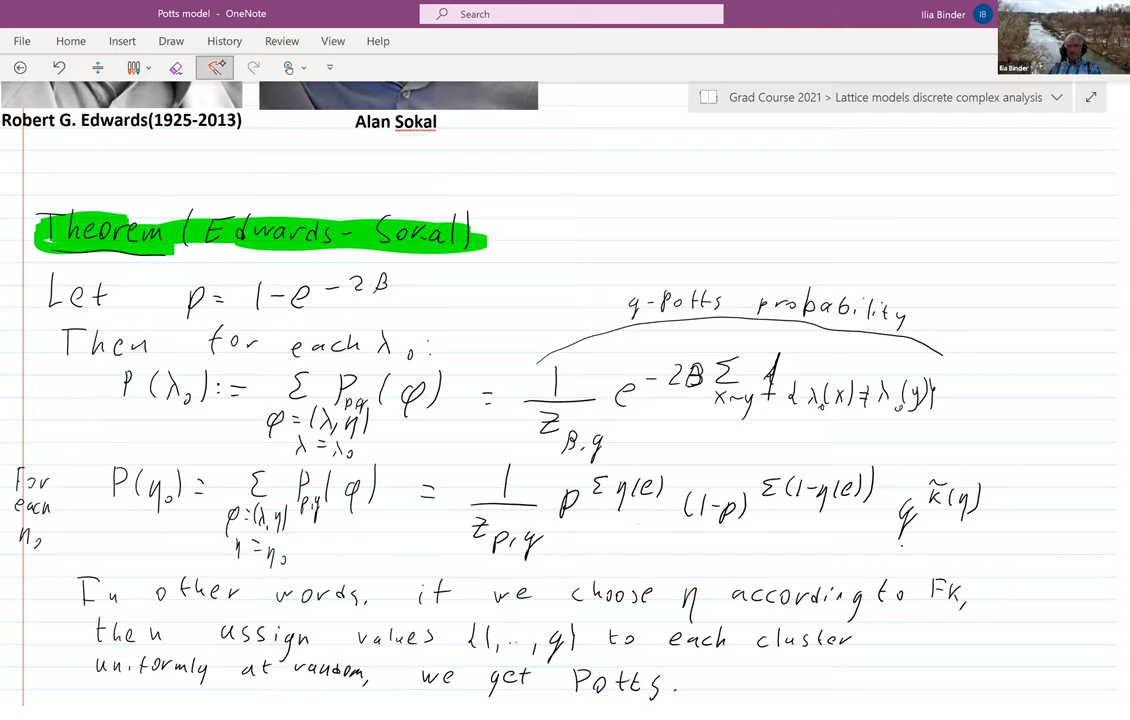 Potts model - OneNote
Search
Ilia Binder IB
File Home Insert Draw History Review View Help
Ilia Binder
Grad Course 2021 > Lattice models discrete complex analysis
Robert G. Edwards(1925-2013) Alan Sokal
Theorem (Edwards-Sokal)
Let p = 1-e^{-2β}
q-Potts probability
Then for each λ₀:
P(λ₀) := Σ_{φ=(λ,η) λ=λ₀} P_{p,q}(φ) = 1/Z_{β,q} e^{-2β Σ_{x~y} 1{λ₀(x)≠λ₀(y)}}
For each η₀
P(η₀) := Σ_{φ=(λ,η) η=η₀} P_{p,q}(φ) = 1/Z_{p,q} p^{Σ η(e)} (1-p)^{Σ(1-η(e))} q^{k̃(η)}
In other words, if we choose η according to FK,
then assign values {1,..,q} to each cluster
uniformly at random, we get Potts.